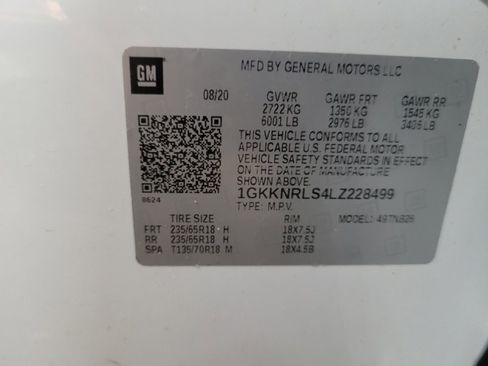 GM
MFD BY GENERAL MOTORS LLC
08/20 GVWR GAWR FRT GAWR RR
2722 KG 1350 KG 1545 KG
6001 LB 2976 LB 3405 LB
THIS VEHICLE CONFORMS TO ALL
APPLICABLE U.S. FEDERAL MOTOR
VEHICLE SAFETY STANDARDS IN EFFECT
ON THE DATE OF MANUFACTURE
SHOWN ABOVE.
1GKKNRLS4LZ228499
8624
TYPE: M.P.V. MODEL: 49TNB26
TIRE SIZE RIM
FRT 235/65R18 H 18X7.5J
RR 235/65R18 H 18X7.5J
SPA T135/70R18 M 18X4.5B